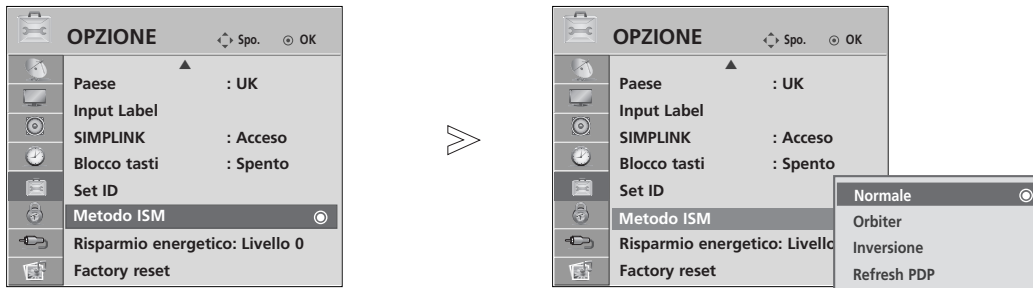 OPZIONE Spo. OK
Paese : UK
Input Label
SIMPLINK : Acceso
Blocco tasti : Spento
Set ID
Metodo ISM
Risparmio energetico: Livello 0
Factory reset
OPZIONE Spo. OK
Paese : UK
Input Label
SIMPLINK : Acceso
Blocco tasti : Spento
Set ID
Metodo ISM
Risparmio energetico: Livello
Factory reset
Normale
Orbiter
Inversione
Refresh PDP